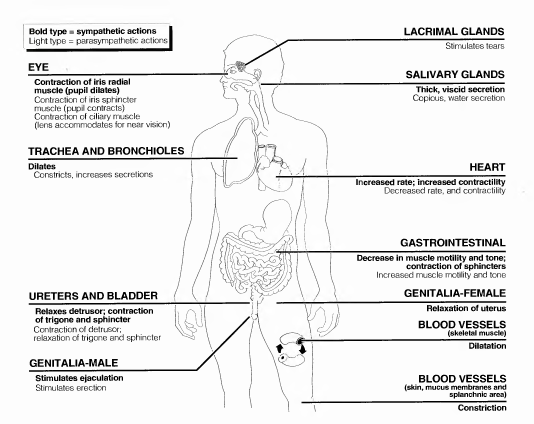 Bold type = sympathetic actions
Light type = parasympathetic actions
EYE
Contraction of iris radial
muscle (pupil dilates)
Contraction of iris sphincter
muscle (pupil contracts)
Contraction of ciliary muscle
(lens accommodates for near vision)
TRACHEA AND BRONCHIOLES
Dilates
Constricts, increases secretions
URETERS AND BLADDER
Relaxes detrusor; contraction
of trigone and sphincter
Contraction of detrusor;
relaxation of trigone and sphincter
GENITALIA-MALE
Stimulates ejaculation
Stimulates erection
LACRIMAL GLANDS
Stimulates tears
SALIVARY GLANDS
Thick, viscid secretion
Copious, water secretion
HEART
Increased rate; increased contractility
Decreased rate, and contractility
GASTROINTESTINAL
Decrease in muscle motility and tone;
contraction of sphincters
Increased muscle motility and tone
GENITALIA-FEMALE
Relaxation of uterus
BLOOD VESSELS
(skeletal muscle)
Dilatation
BLOOD VESSELS
(skin, mucus membranes and
splanchnic area)
Constriction